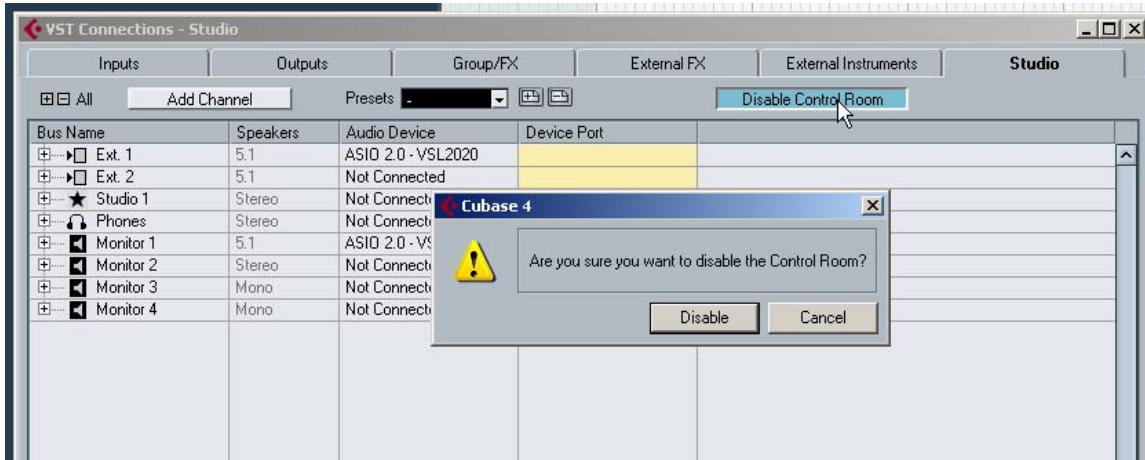 VST Connections - Studio
Inputs Outputs Group/FX External FX External Instruments Studio
All Add Channel Presets - Disable Control Room
Bus Name Speakers Audio Device Device Port
Ext. 1 5.1 ASIO 2.0 - VSL2020
Ext. 2 5.1 Not Connected
Studio 1 Stereo Not Connect
Phones Stereo Not Connect
Monitor 1 5.1 ASIO 2.0 - VS
Monitor 2 Stereo Not Connect
Monitor 3 Mono Not Connect
Monitor 4 Mono Not Connect
Cubase 4
Are you sure you want to disable the Control Room?
Disable Cancel